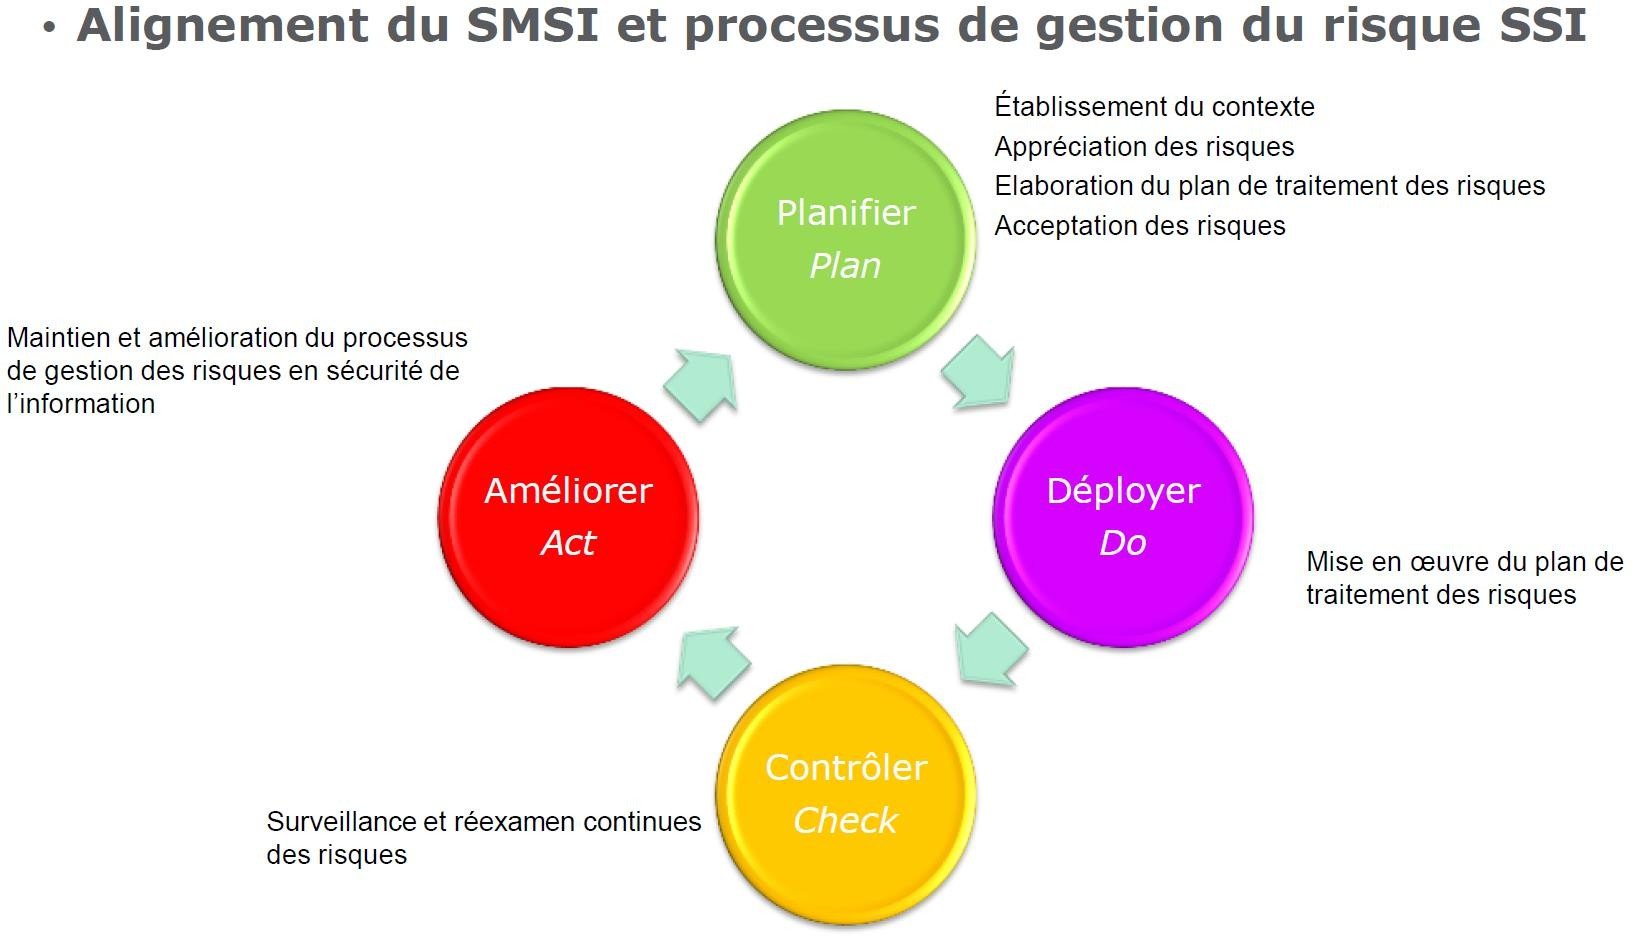 • Alignement du SMSI et processus de gestion du risque SSI
Établissement du contexte
Appréciation des risques
Elaboration du plan de traitement des risques
Acceptation des risques
Planifier
Plan
Maintien et amélioration du processus
de gestion des risques en sécurité de
l’information
Améliorer
Act
Déployer
Do
Mise en œuvre du plan de
traitement des risques
Contrôler
Check
Surveillance et réexamen continues
des risques